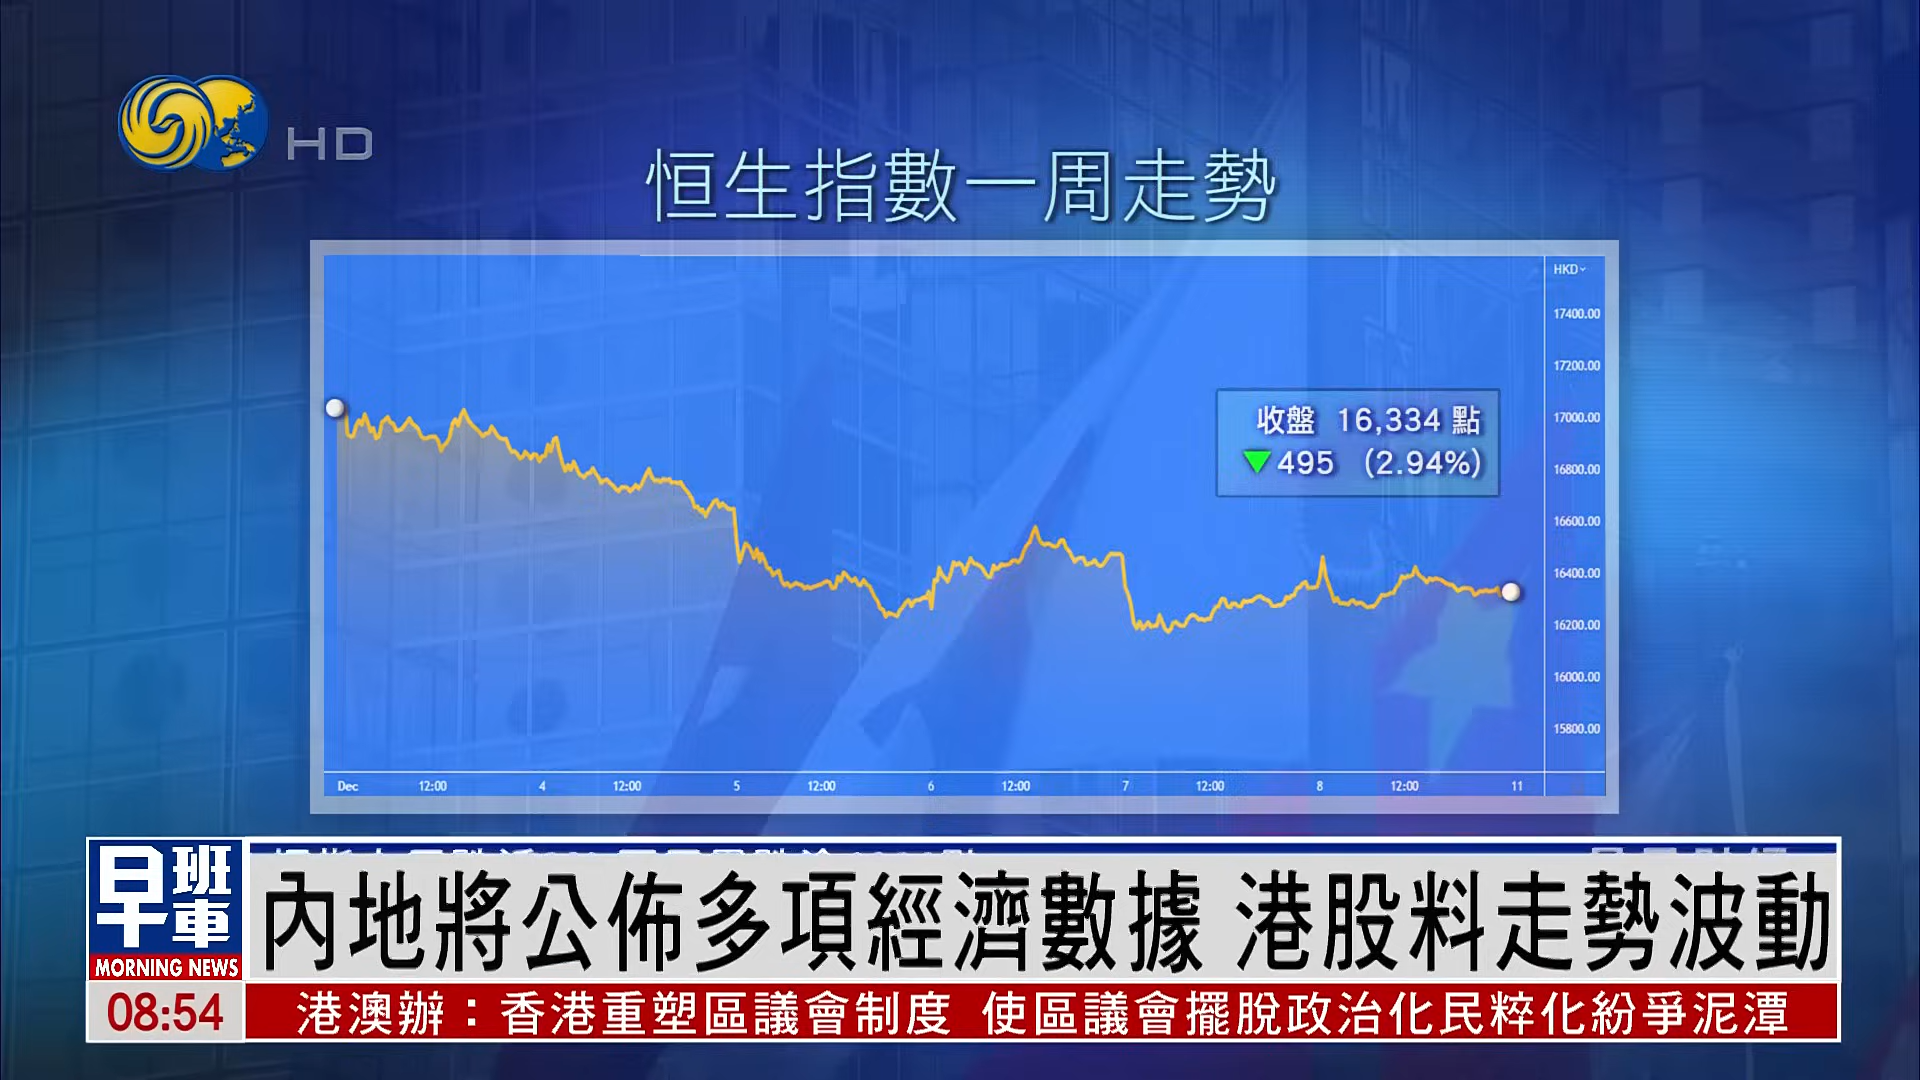 HD
恒生指數一周走勢
HKD
17400.00
17200.00
17000.00
16800.00
16600.00
16400.00
16200.00
16000.00
15800.00
收盤 16,334 點
▼495 (2.94%)
Dec 12:00 4 12:00 5 12:00 6 12:00 7 12:00 8 12:00 11
早班車
MORNING NEWS
內地將公佈多項經濟數據 港股料走勢波動
08:54
港澳辦：香港重塑區議會制度 使區議會擺脫政治化民粹化紛爭泥潭